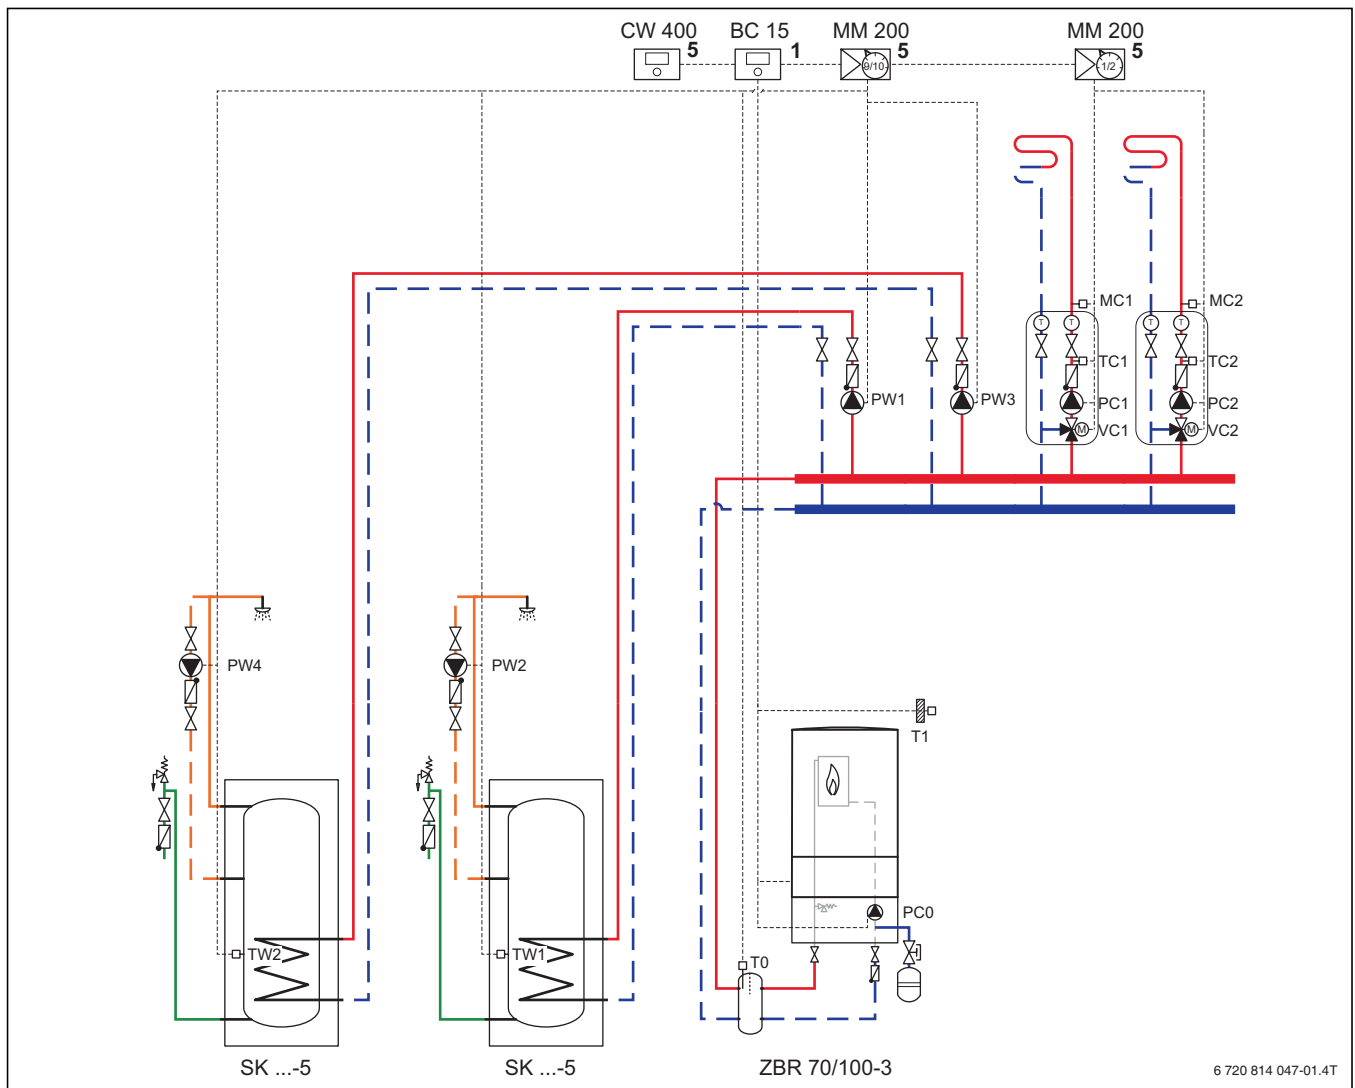 CW 400 BC 15 MM 200 MM 200
5 1 5 5
9/10 1/2
MC1 MC2
T T T T
TC1 TC2
PW1 PW3 PC1 PC2
M VC1 M VC2
PW4 PW2
T1
PC0
TW2 TW1 T0
SK ...-5 SK ...-5 ZBR 70/100-3
6 720 814 047-01.4T